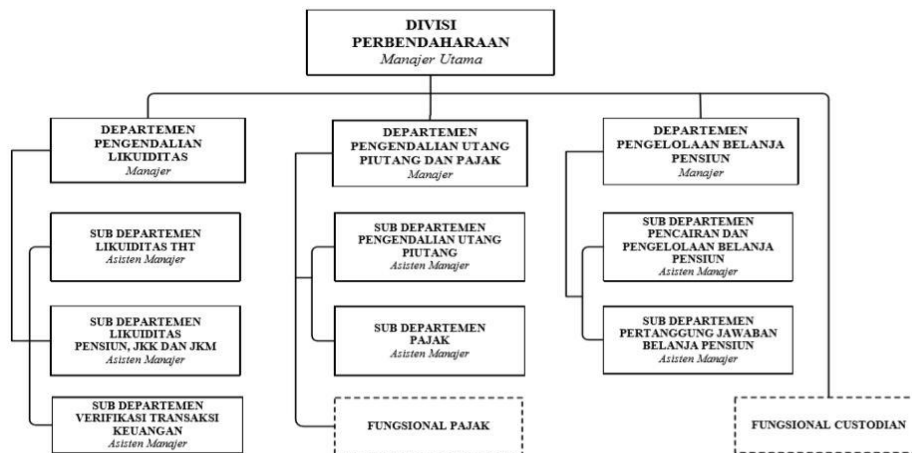 DIVISI
PERBENDAHARAAN
Manajer Utama
DEPARTEMEN
PENGENDALIAN
LIKUIDITAS
Manajer
DEPARTEMEN
PENGENDALIAN UTANG
PIUTANG DAN PAJAK
Manajer
DEPARTEMEN
PENGELOLAAN BELANJA
PENSIUN
Manajer
SUB DEPARTEMEN
LIKUIDITAS THT
Asisten Manajer
SUB DEPARTEMEN
PENGENDALIAN UTANG
PIUTANG
Asisten Manajer
SUB DEPARTEMEN
PENCAIRAN DAN
PENGELOLAAN BELANJA
PENSIUN
Asisten Manajer
SUB DEPARTEMEN
LIKUIDITAS
PENSIUN, JKK DAN JKM
Asisten Manajer
SUB DEPARTEMEN
PAJAK
Asisten Manajer
SUB DEPARTEMEN
PERTANGGUNG JAWABAN
BELANJA PENSIUN
Asisten Manajer
SUB DEPARTEMEN
VERIFIKASI TRANSAKSI
KEUANGAN
Asisten Manajer
FUNGSIONAL PAJAK
FUNGSIONAL CUSTODIAN